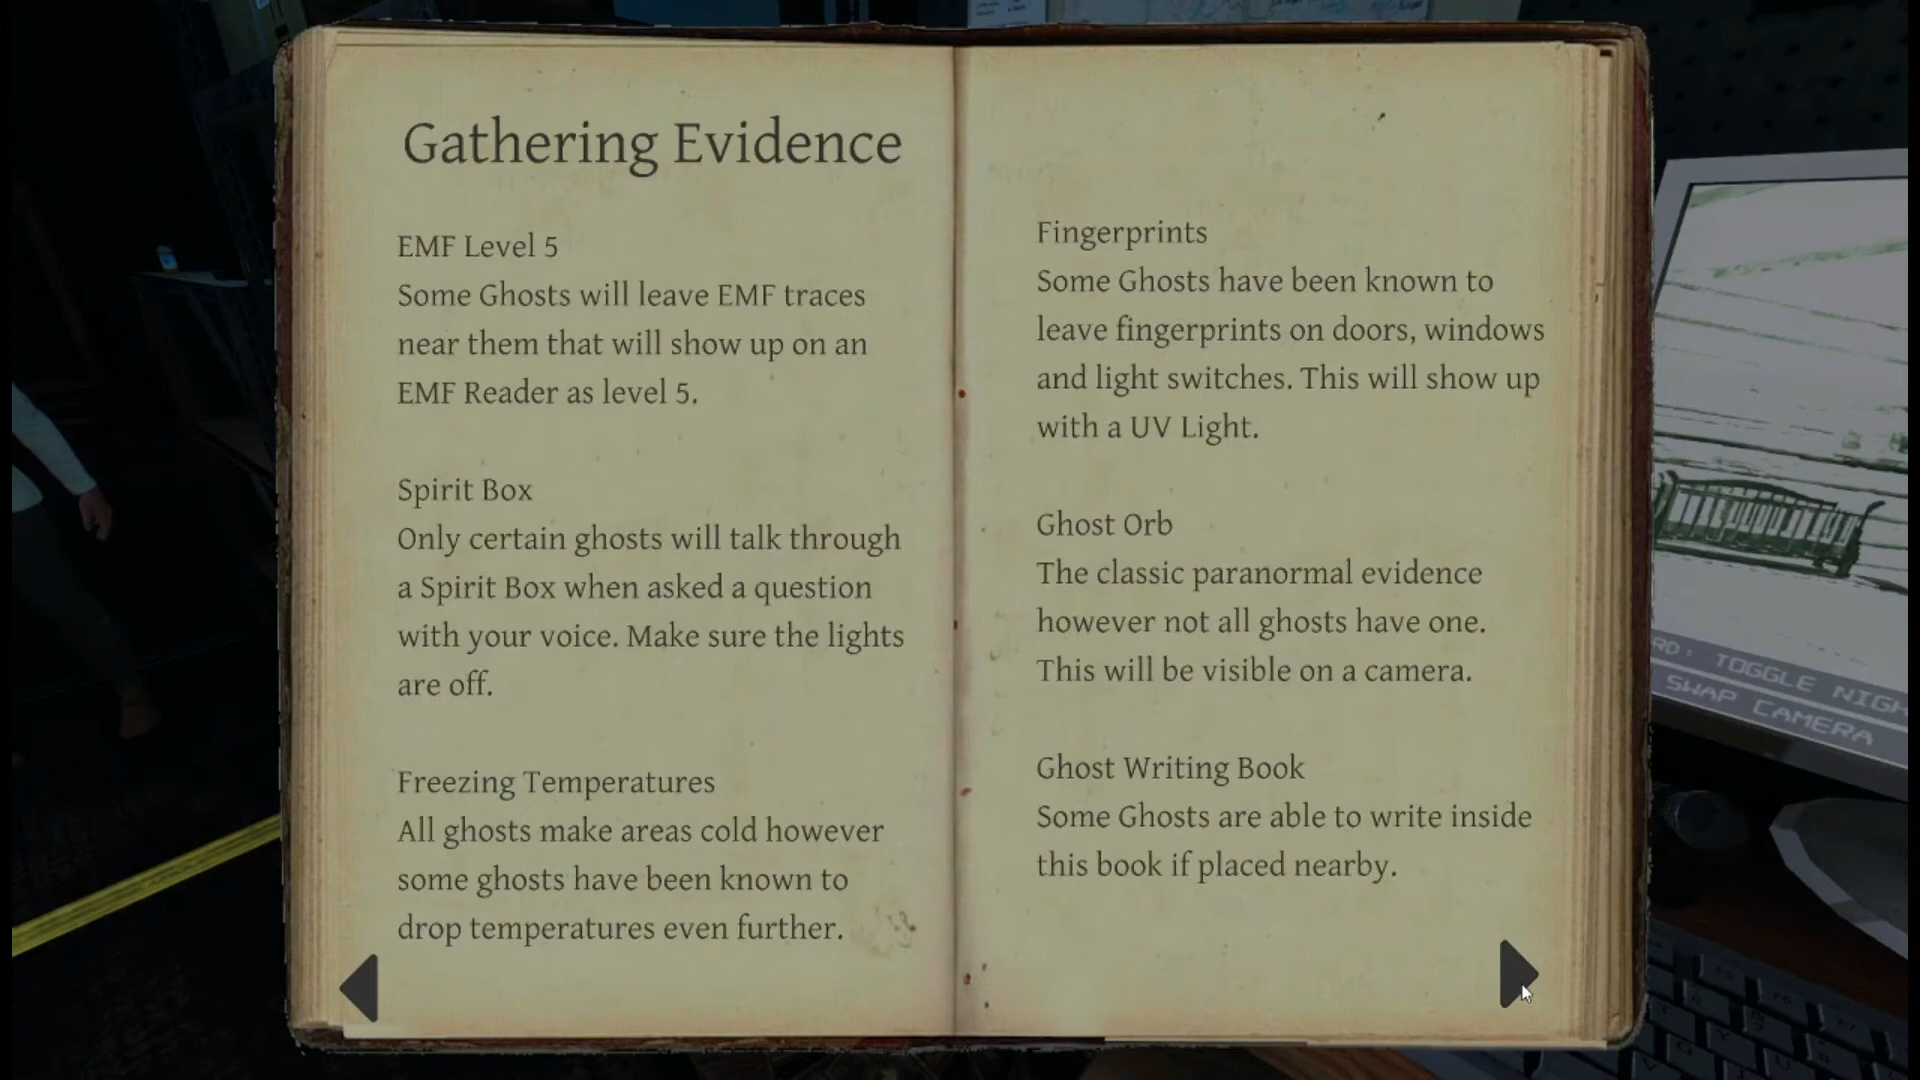 Gathering Evidence
EMF Level 5
Some Ghosts will leave EMF traces
near them that will show up on an
EMF Reader as level 5.
Spirit Box
Only certain ghosts will talk through
a Spirit Box when asked a question
with your voice. Make sure the lights
are off.
Freezing Temperatures
All ghosts make areas cold however
some ghosts have been known to
drop temperatures even further.
Fingerprints
Some Ghosts have been known to
leave fingerprints on doors, windows
and light switches. This will show up
with a UV Light.
Ghost Orb
The classic paranormal evidence
however not all ghosts have one.
This will be visible on a camera.
Ghost Writing Book
Some Ghosts are able to write inside
this book if placed nearby.
TOGGLE
SWAP CAMERA